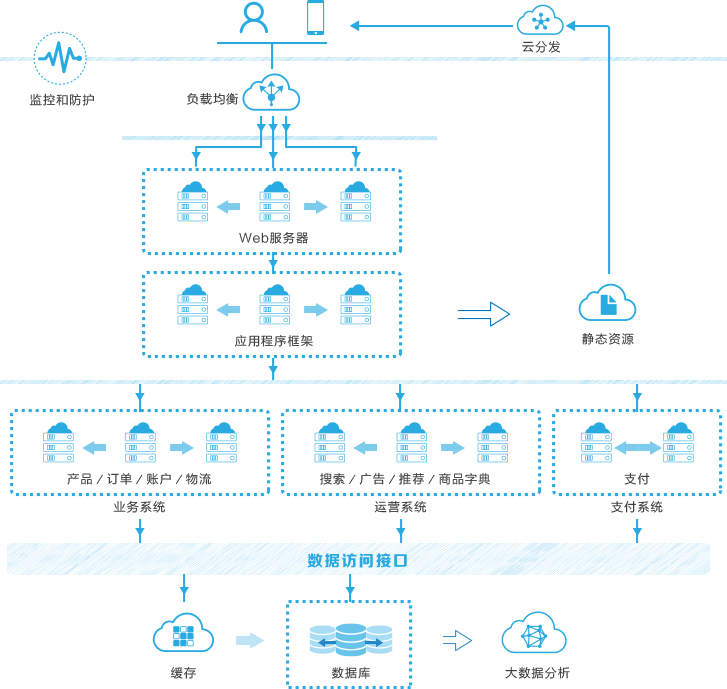 云分发
监控和防护
负载均衡
Web服务器
应用程序框架
静态资源
产品 / 订单 / 账户 / 物流
搜索 / 广告 / 推荐 / 商品字典
支付
业务系统
运营系统
支付系统
数据访问接口
缓存
数据库
大数据分析